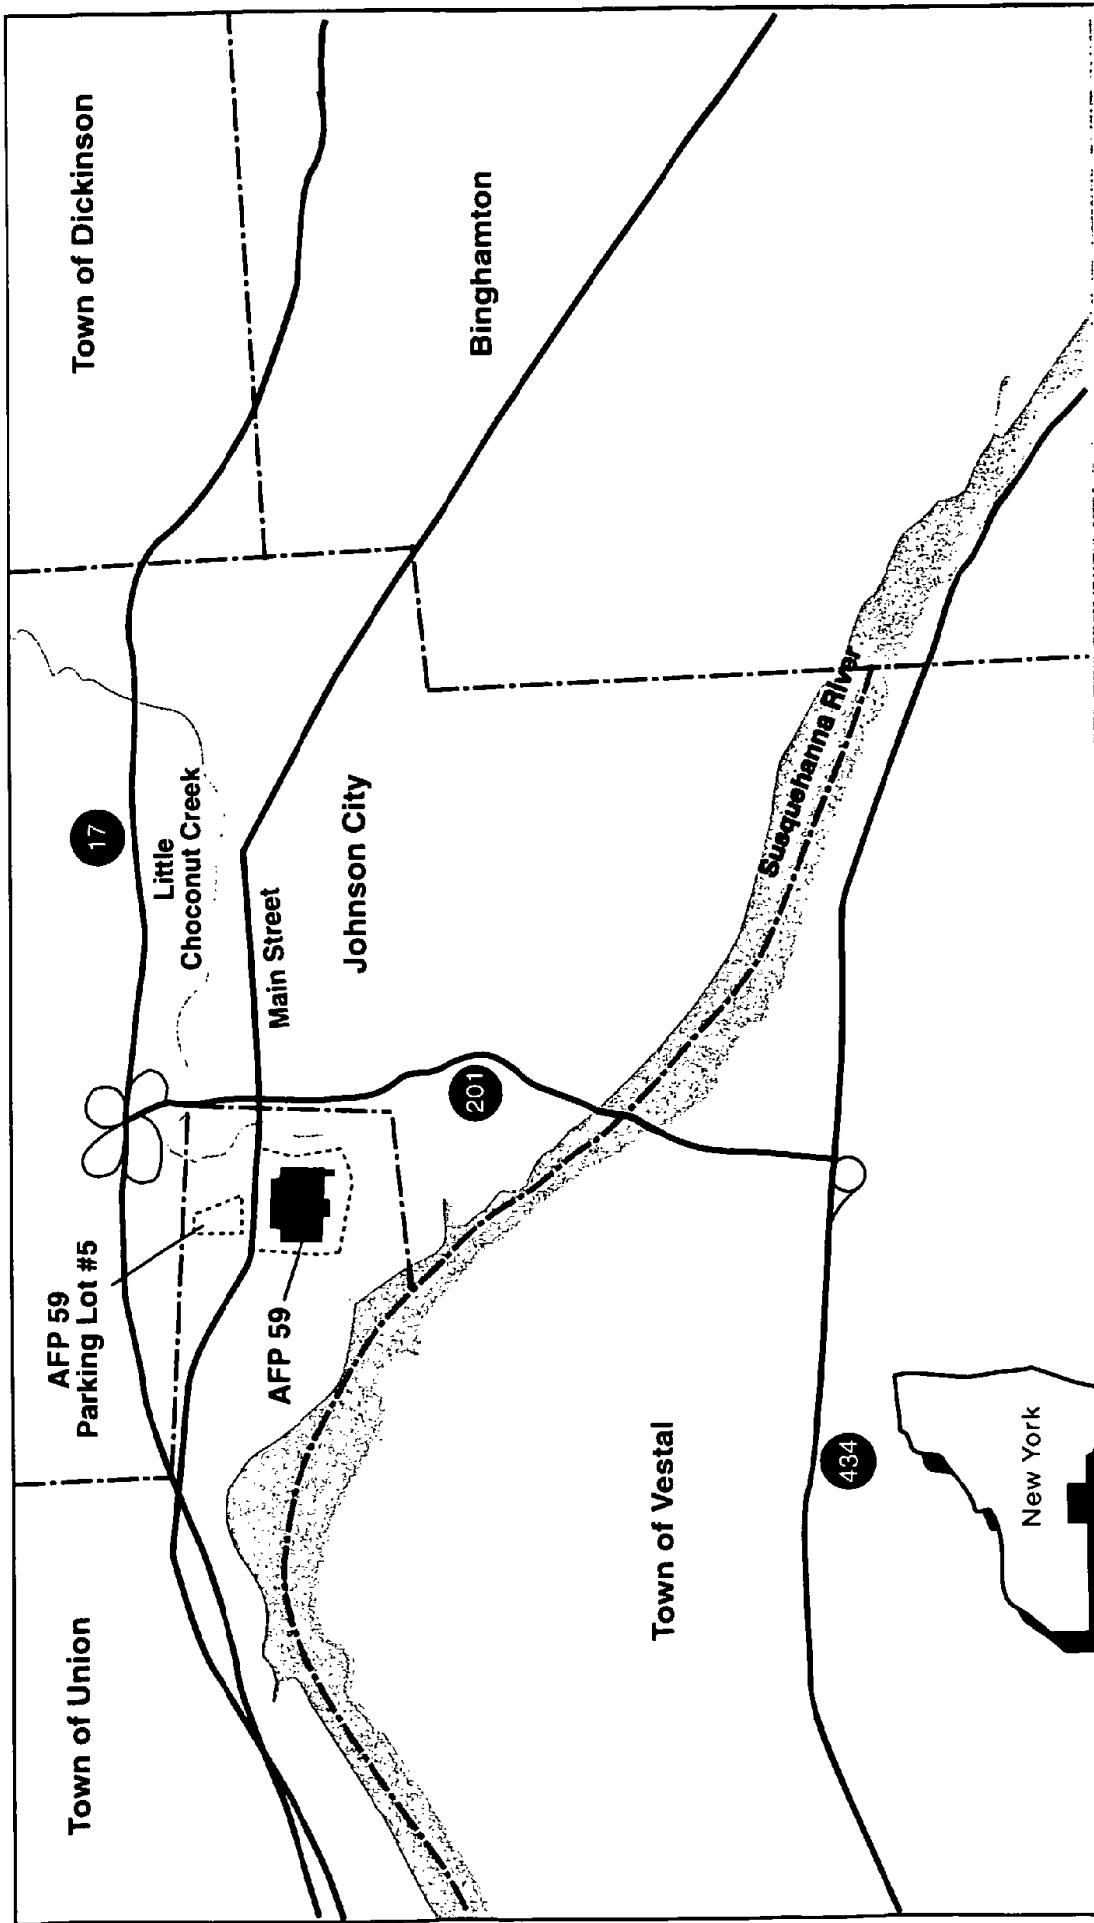 Town of Union
AFP 59
Parking Lot #5
17
Town of Dickinson
Little
Choconut Creek
Main Street
AFP 59
Johnson City
201
Binghamton
Susquehanna River
Town of Vestal
434
New York